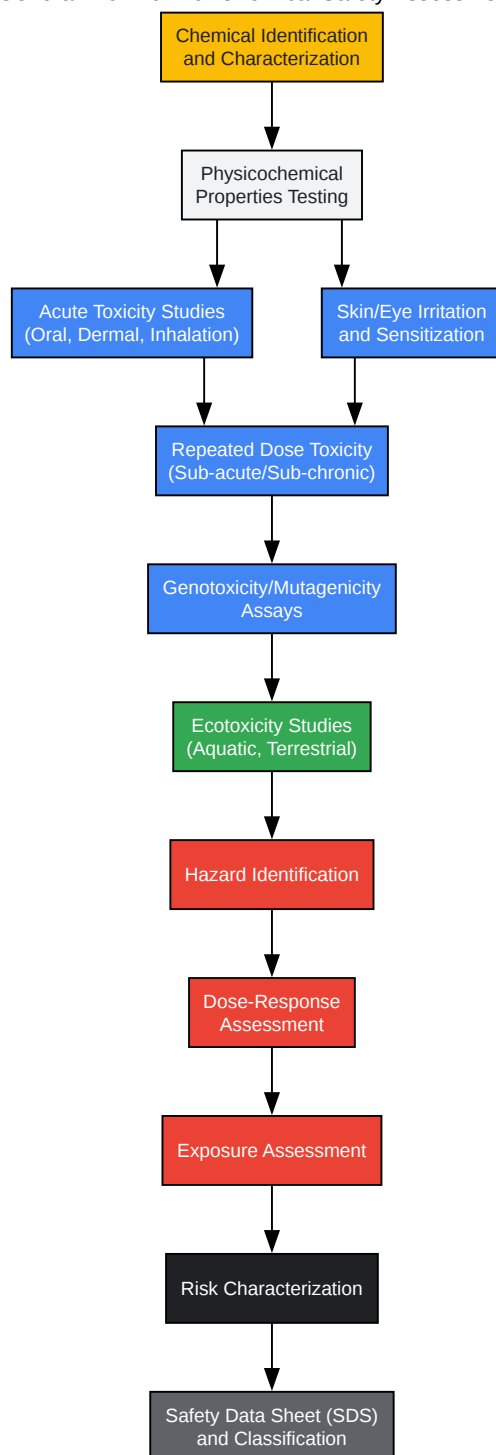 Chemical Identification
and Characterization
Physicochemical
Properties Testing
Acute Toxicity Studies
(Oral, Dermal, Inhalation)
Skin/Eye Irritation
and Sensitization
Repeated Dose Toxicity
(Sub-acute/Sub-chronic)
Genotoxicity/Mutagenicity
Assays
Ecotoxicity Studies
(Aquatic, Terrestrial)
Hazard Identification
Dose-Response
Assessment
Exposure Assessment
Risk Characterization
Safety Data Sheet (SDS)
and Classification